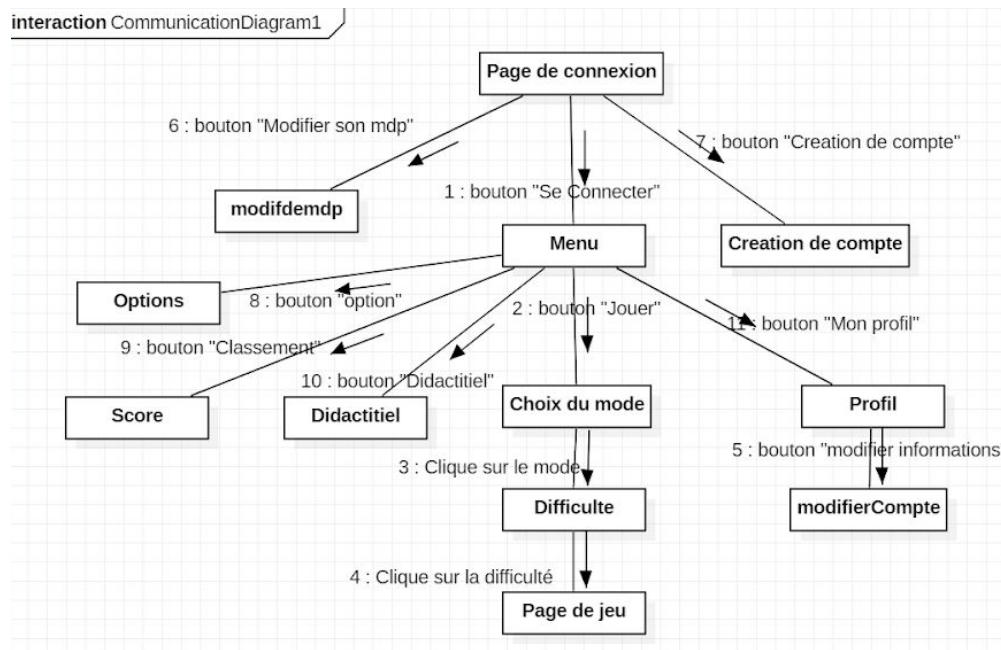 interaction CommunicationDiagram1
Page de connexion
6 : bouton "Modifier son mdp"
7 : bouton "Creation de compte"
1 : bouton "Se Connecter"
modifdemdp
Menu
Creation de compte
Options
8 : bouton "option"
2 : bouton "Jouer"
11 : bouton "Mon profil"
9 : bouton "Classement"
10 : bouton "Didactitiel"
Score
Didactitiel
Choix du mode
Profil
3 : Clique sur le mode
5 : bouton "modifier informations
Difficulte
modifierCompte
4 : Clique sur la difficulté
Page de jeu